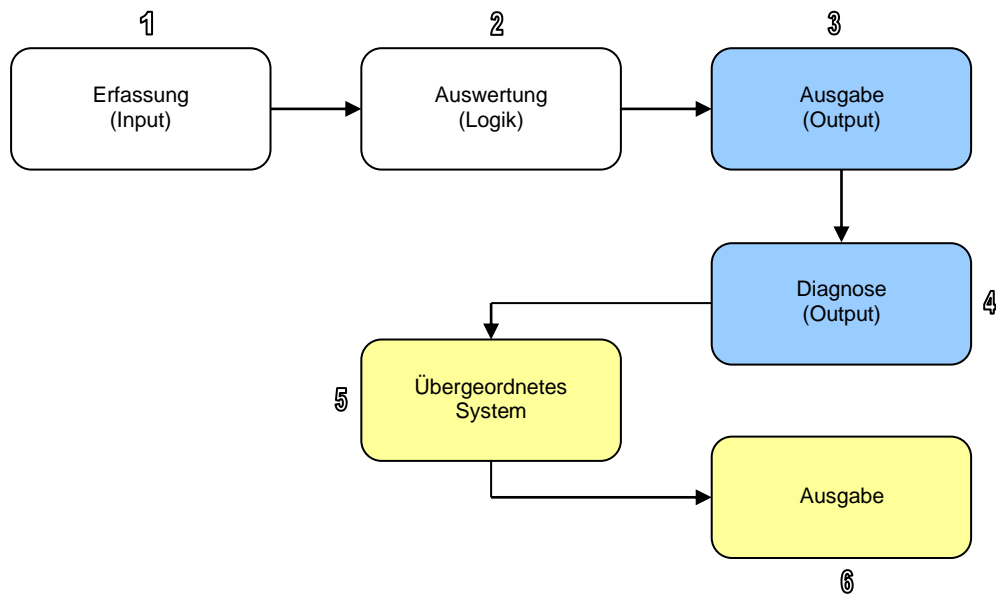 1
2
3
Erfassung
(Input)
Auswertung
(Logik)
Ausgabe
(Output)
Diagnose
(Output)
4
5
Übergeordnetes
System
Ausgabe
6